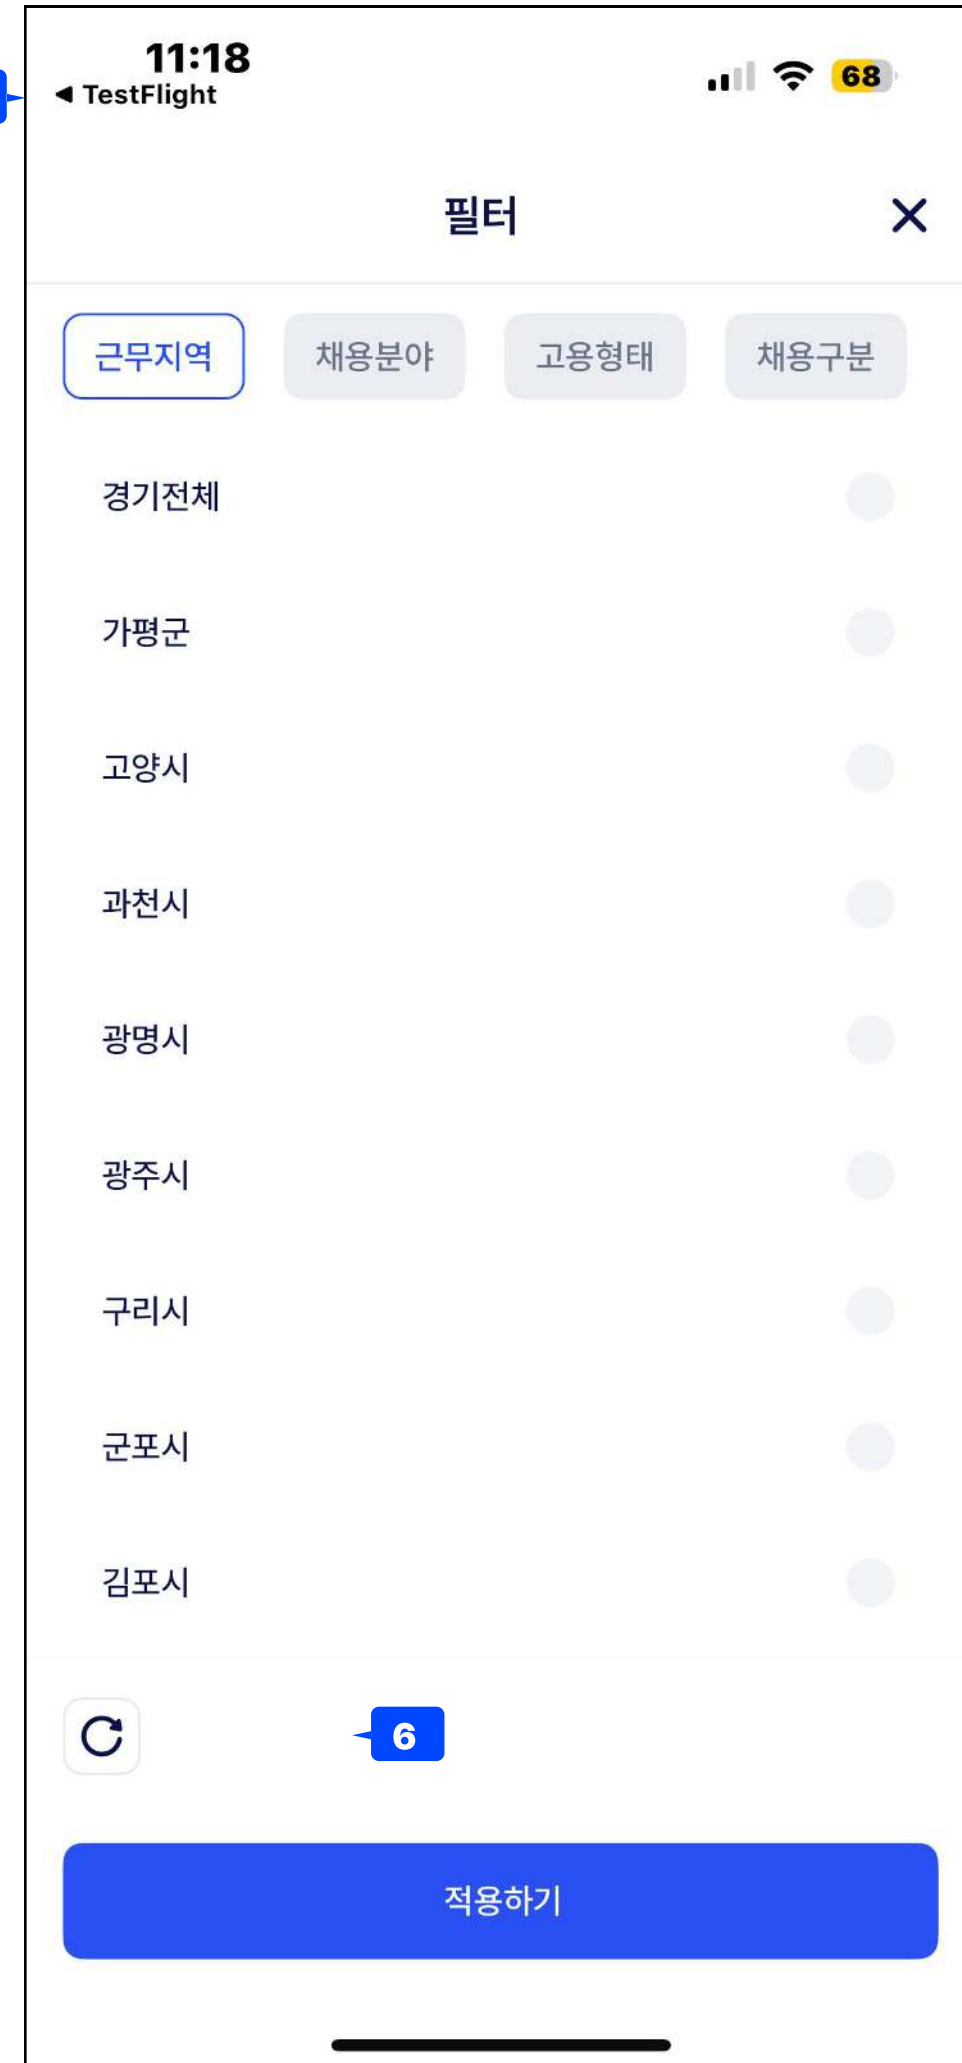 11:18
◀ TestFlight
68
필터
근무지역 채용분야 고용형태 채용구분
경기전체
가평군
고양시
과천시
광명시
광주시
구리시
군포시
김포시
6
적용하기